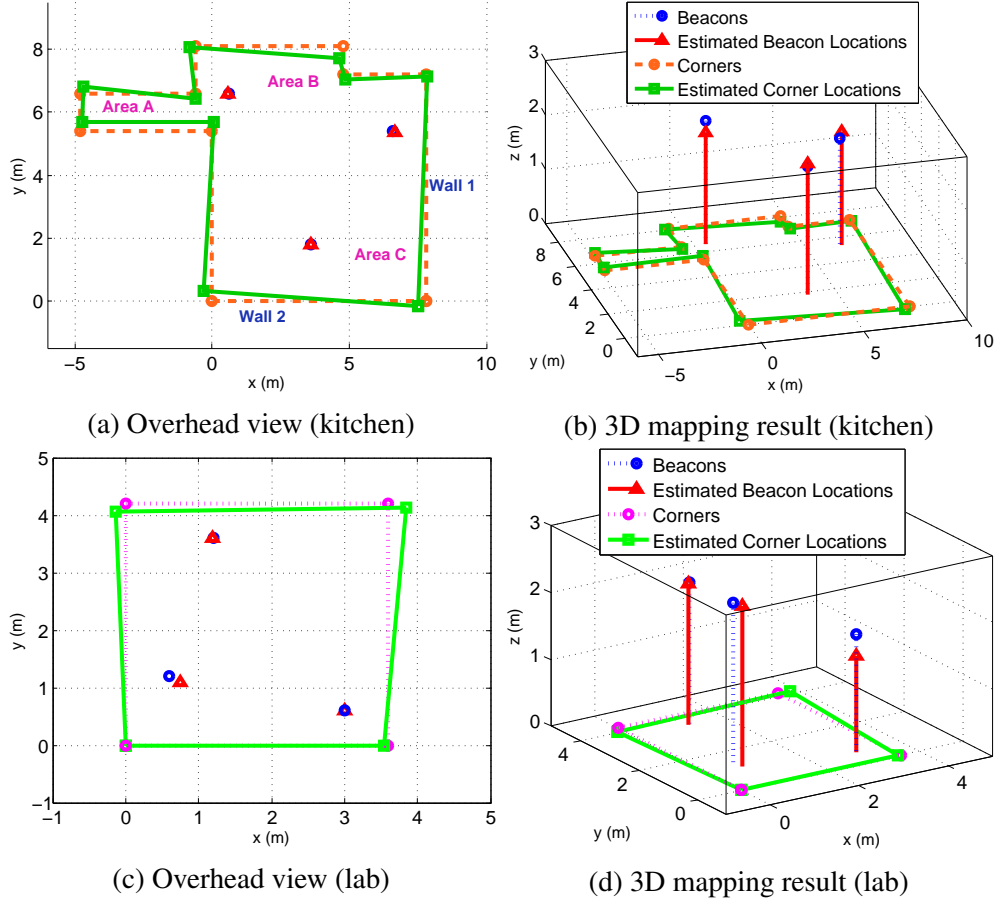 8
6
4
2
0
−5
0
5
10
y (m)
x (m)
Area A
Area B
Wall 1
Area C
Wall 2
(a) Overhead view (kitchen)
Beacons
Estimated Beacon Locations
Corners
Estimated Corner Locations
3
2
1
0
z (m)
8
6
4
2
0
y (m)
−5
0
5
10
x (m)
(b) 3D mapping result (kitchen)
5
4
3
2
1
0
−1
y (m)
−1
0
1
2
3
4
5
x (m)
(c) Overhead view (lab)
Beacons
Estimated Beacon Locations
Corners
Estimated Corner Locations
3
2
1
0
z (m)
4
2
0
y (m)
0
2
4
x (m)
(d) 3D mapping result (lab)